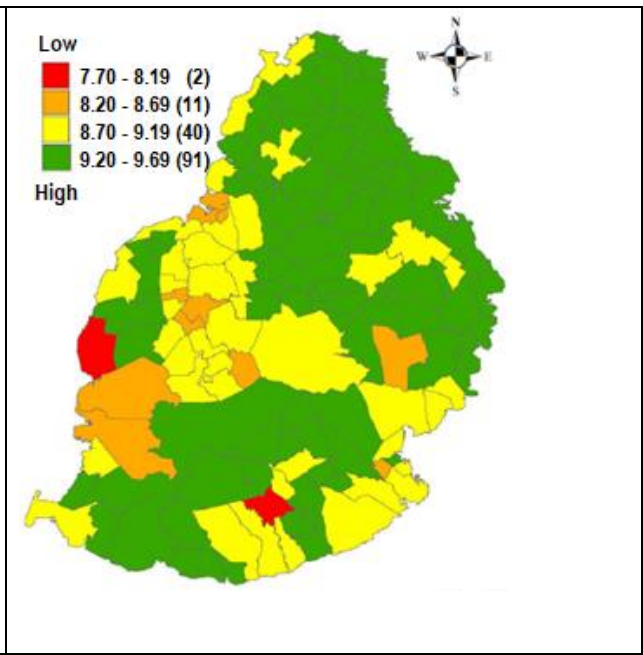 N
W E
S
Low
7.70 - 8.19 (2)
8.20 - 8.69 (11)
8.70 - 9.19 (40)
9.20 - 9.69 (91)
High